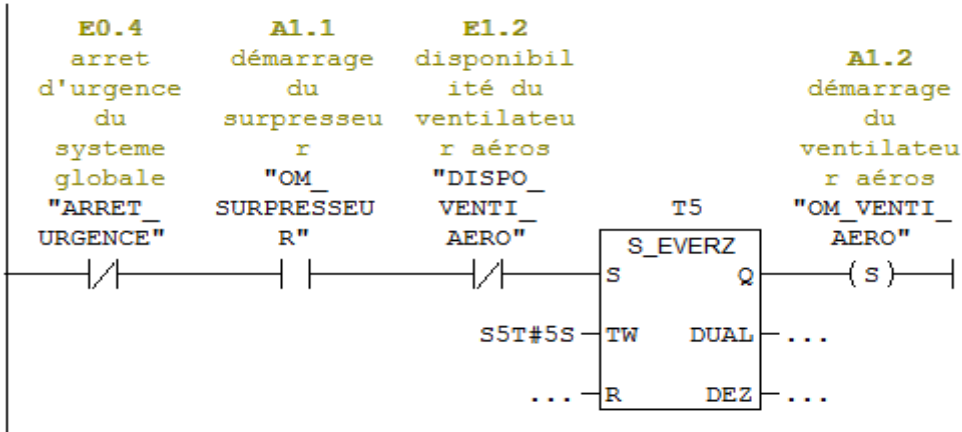 E0.4
arret
d'urgence
du
systeme
globale
"ARRET_
URGENCE"
A1.1
démarrage
du
surpresseu
r
"OM_
SURPRESSEU
R"
E1.2
disponibil
ité du
ventilateu
r aéros
"DISPO_
VENTI_
AERO"
T5
S_EVERZ
S Q
S5T#5S TW DUAL ...
... R DEZ ...
A1.2
démarrage
du
ventilateu
r aéros
"OM_VENTI_
AERO"
S